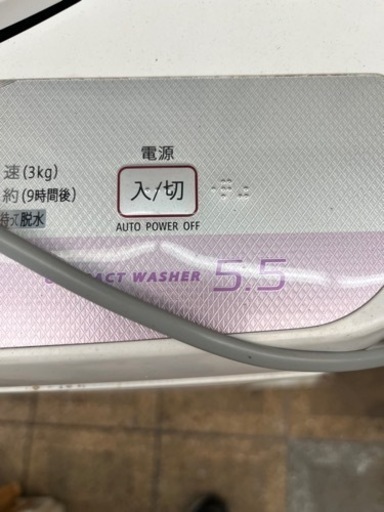 電源
速(3kg)
約(9時間後)
入/切
脱水
AUTO POWER OFF
COMPACT WASHER 5.5